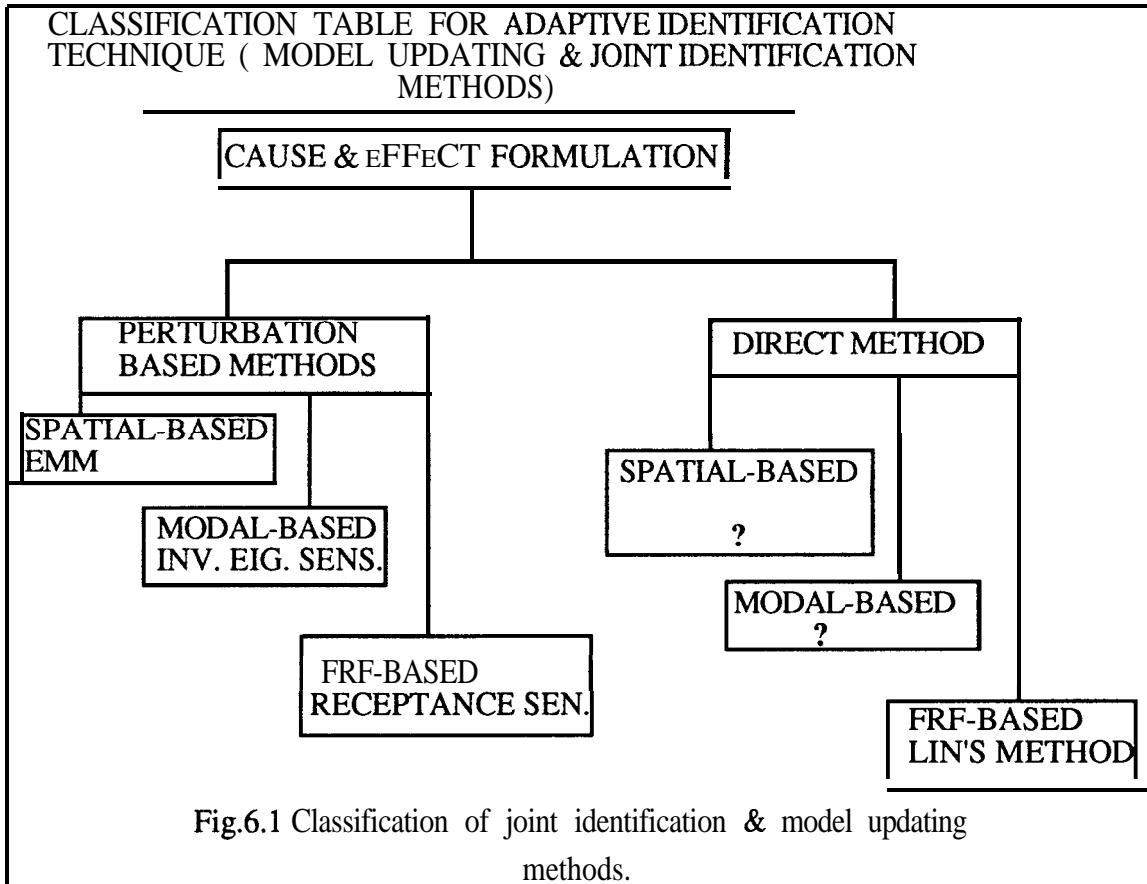 CLASSIFICATION TABLE FOR ADAPTIVE IDENTIFICATION
TECHNIQUE ( MODEL UPDATING & JOINT IDENTIFICATION
METHODS)
CAUSE & eFFeCT FORMULATION
PERTURBATION
BASED METHODS
SPATIAL-BASED
EMM
MODAL-BASED
INV. EIG. SENS.
FRF-BASED
RECEPTANCE SEN.
DIRECT METHOD
SPATIAL-BASED
?
MODAL-BASED
?
FRF-BASED
LIN'S METHOD
Fig.6.1 Classification of joint identification & model updating
methods.